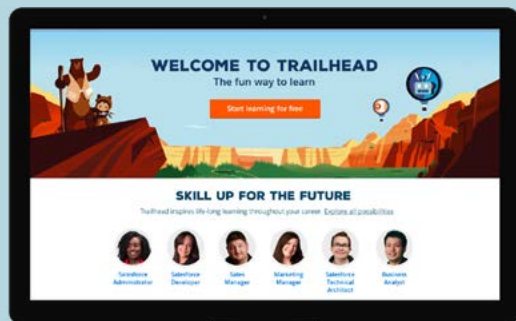 WELCOME TO TRAILHEAD
The fun way to learn
Start learning for free
SKILL UP FOR THE FUTURE
Trailhead inspires life-long learning throughout your career. Explore all possibilities
Salesforce
Administrator
Salesforce
Developer
Sales
Manager
Marketing
Manager
Salesforce
Technical
Architect
Business
Analyst